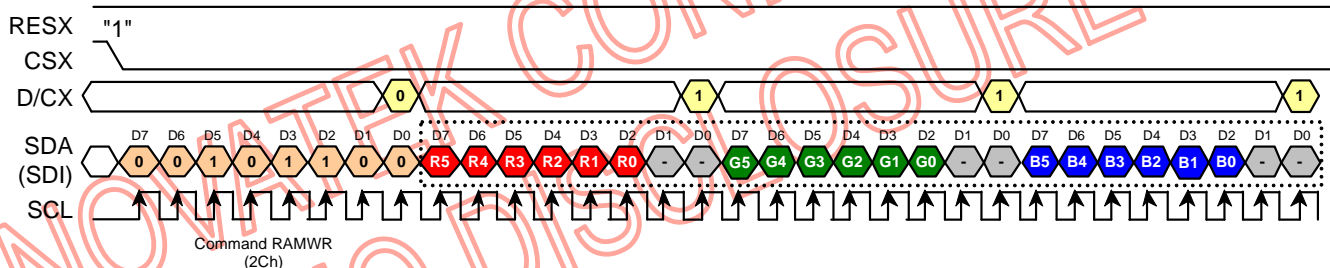 RESX "1"
CSX
D/CX 0 1 1 1
D7 D6 D5 D4 D3 D2 D1 D0 D7 D6 D5 D4 D3 D2 D1 D0 D7 D6 D5 D4 D3 D2 D1 D0 D7 D6 D5 D4 D3 D2 D1 D0
SDA (SDI) 0 0 1 0 1 1 0 0 R5 R4 R3 R2 R1 R0 - - G5 G4 G3 G2 G1 G0 - - B5 B4 B3 B2 B1 B0 - -
SCL
Command RAMWR
(2Ch)
NOVATEK CON
DISCLOSURE